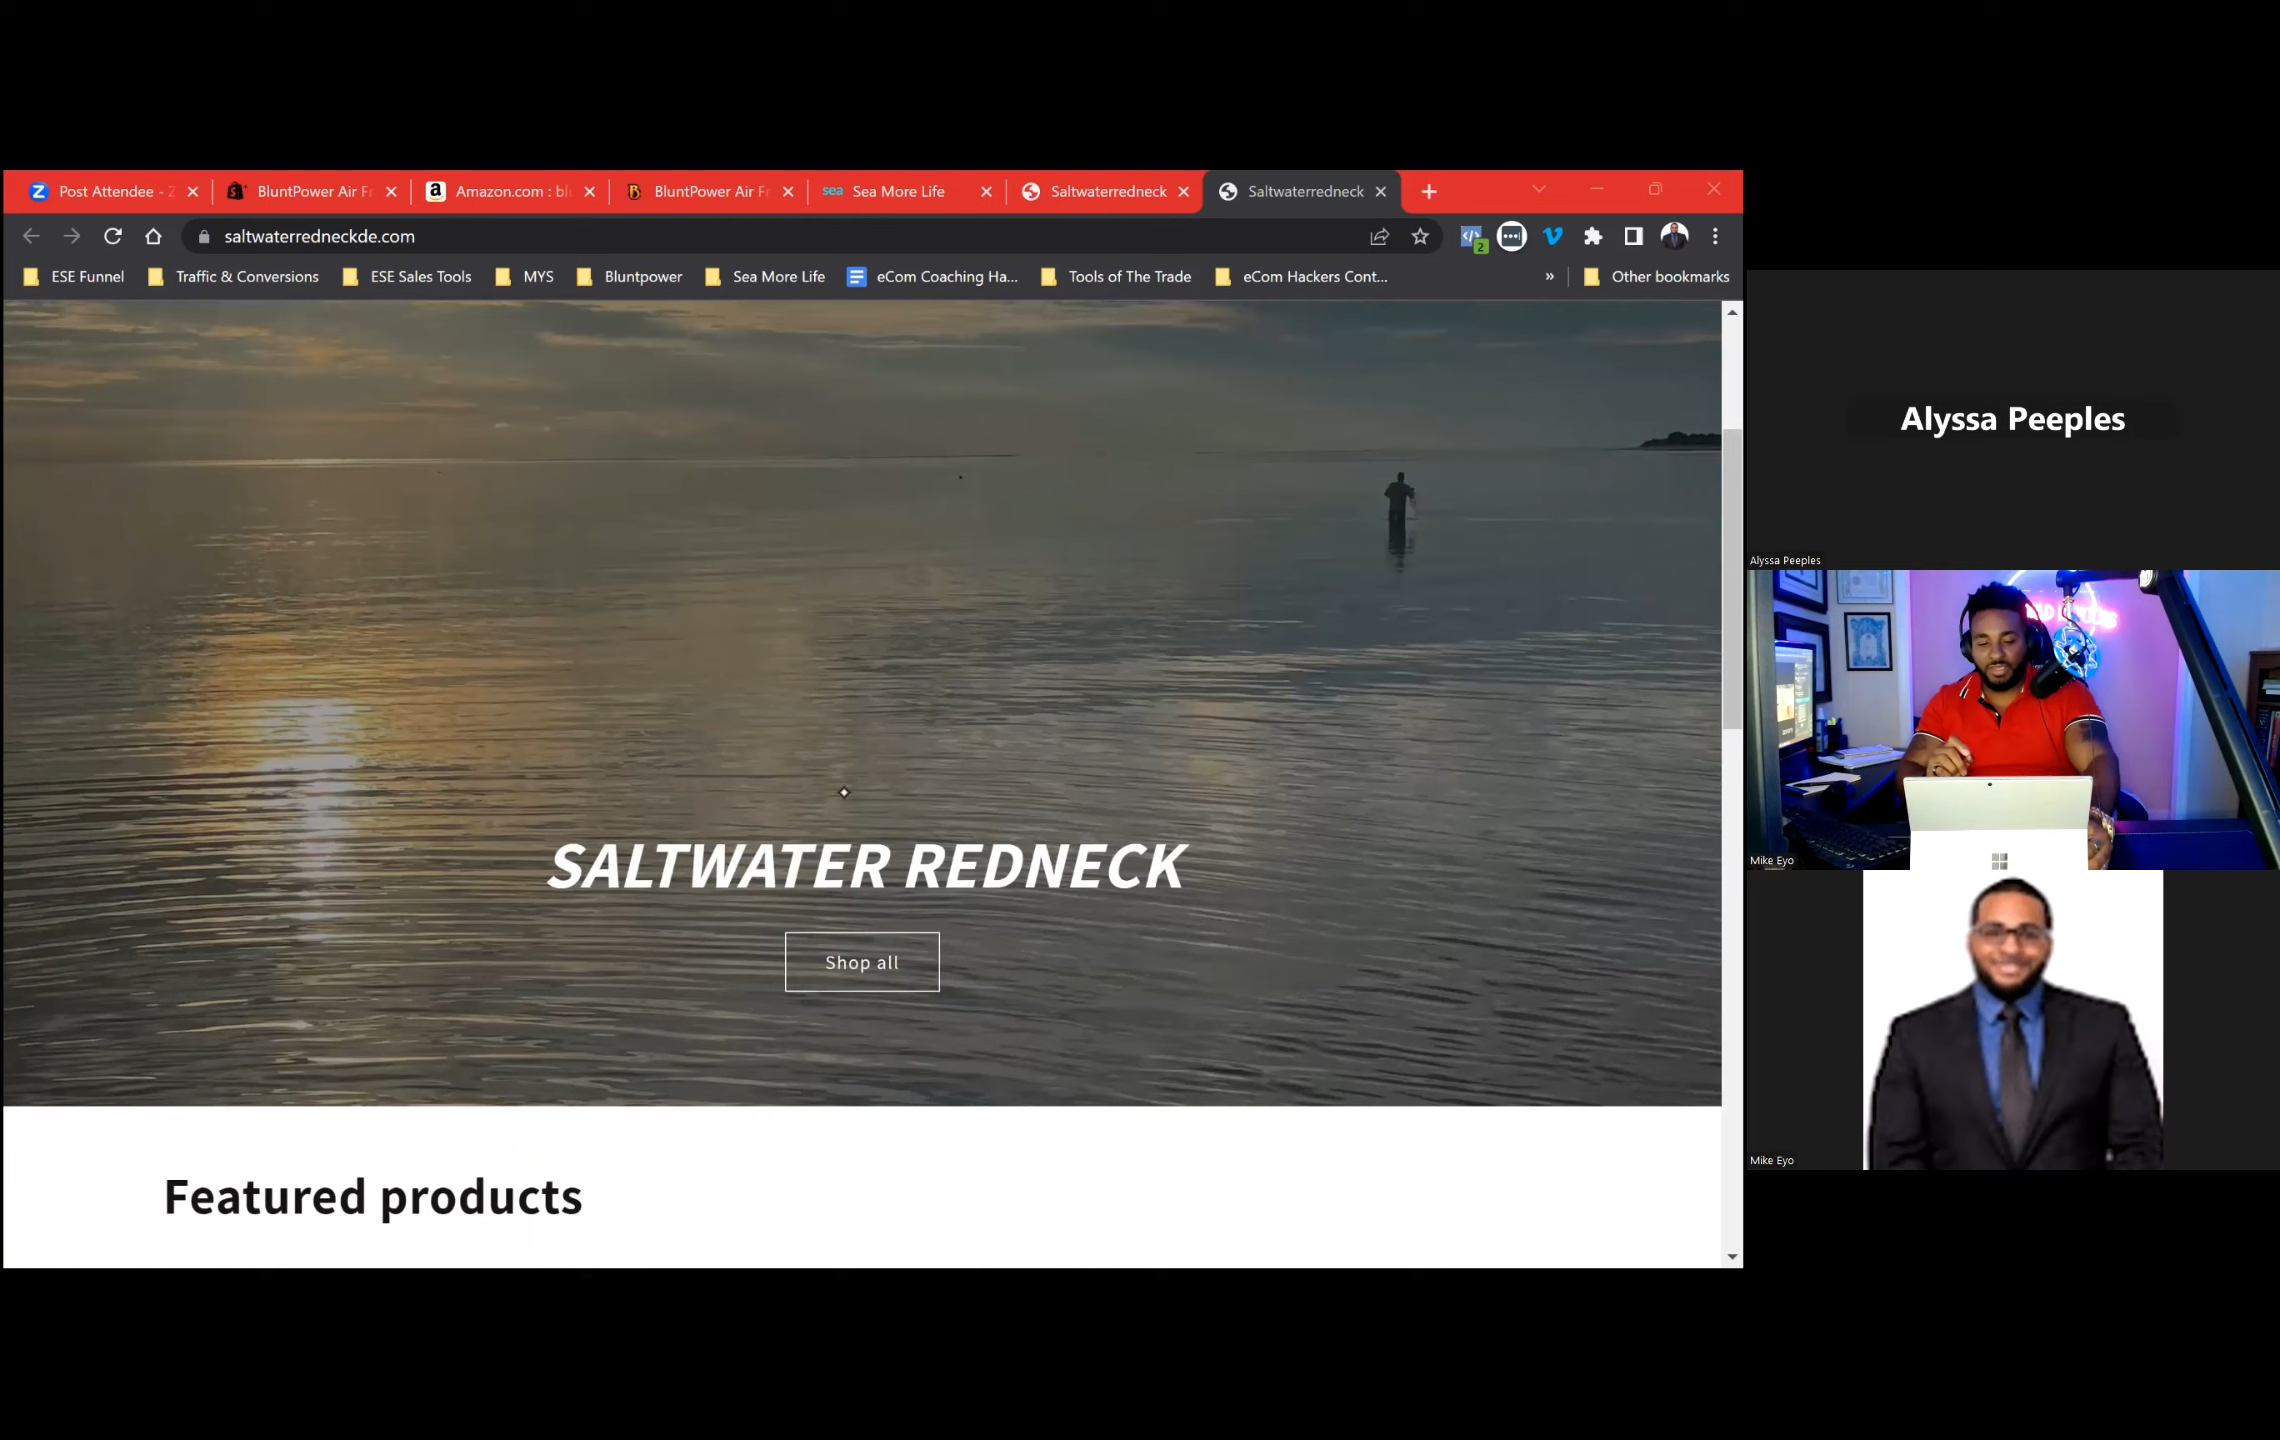 Post Attendee - Z
BluntPower Air Fr
Amazon.com : bl
BluntPower Air Fr
sea Sea More Life
Saltwaterredneck
Saltwaterredneck
saltwaterredneckde.com
2
ESE Funnel
Traffic & Conversions
ESE Sales Tools
MYS
Bluntpower
Sea More Life
eCom Coaching Ha...
Tools of The Trade
eCom Hackers Cont...
»
Other bookmarks
SALTWATER REDNECK
Shop all
Featured products
Alyssa Peeples
Alyssa Peeples
Mike Eyo
Mike Eyo